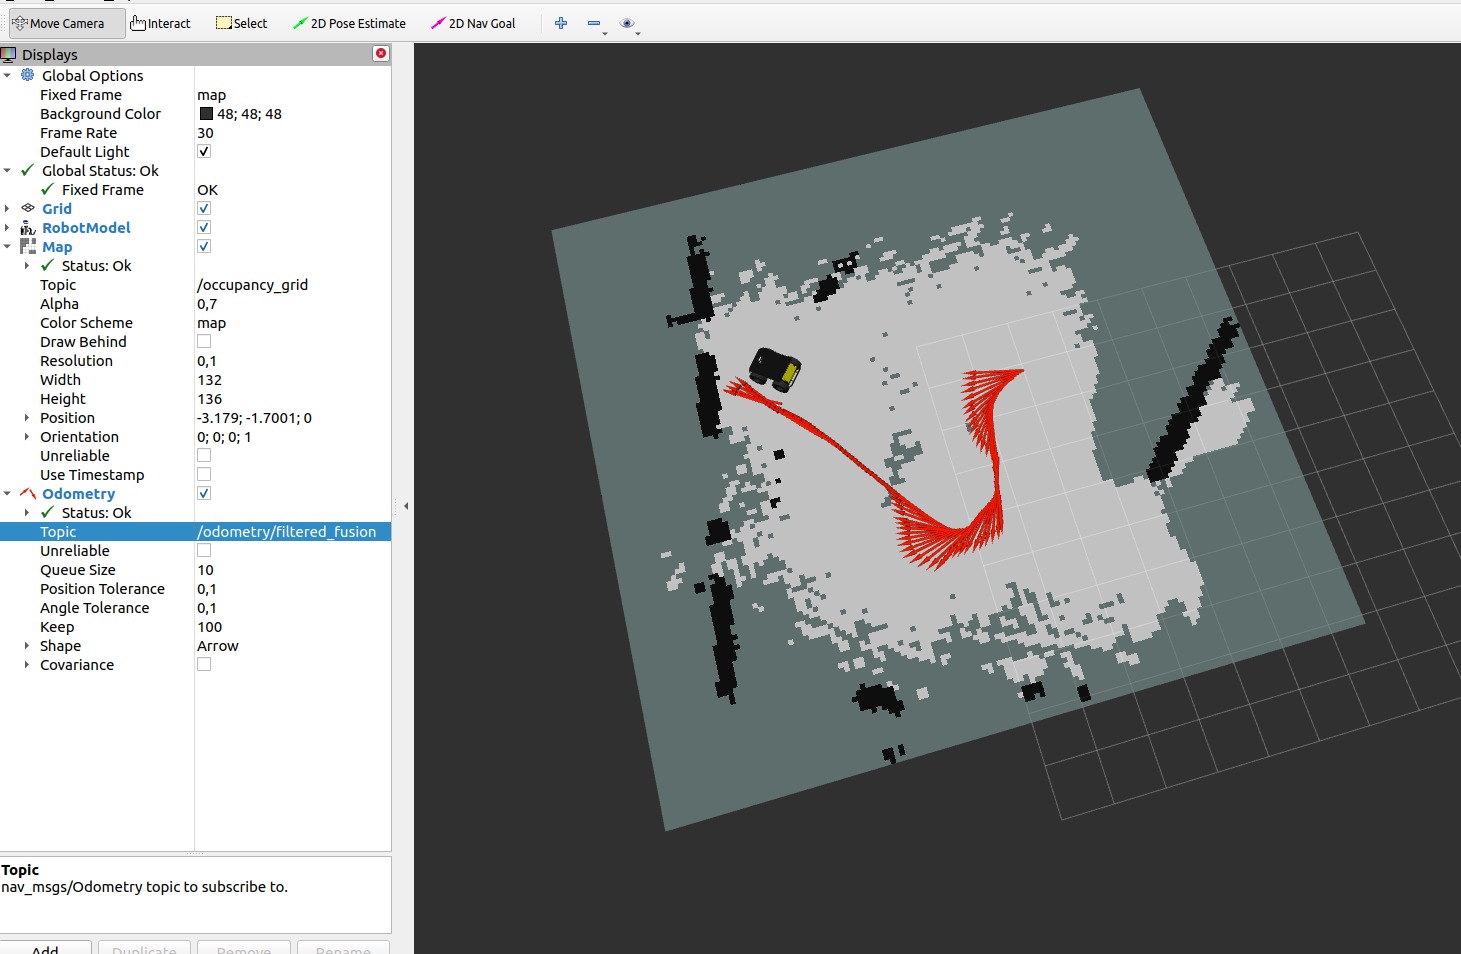 Move Camera Interact Select 2D Pose Estimate 2D Nav Goal
Displays
Global Options
Fixed Frame map
Background Color 48; 48; 48
Frame Rate 30
Default Light
Global Status: Ok
Fixed Frame OK
Grid
RobotModel
Map
Status: Ok
Topic /occupancy_grid
Alpha 0,7
Color Scheme map
Draw Behind
Resolution 0,1
Width 132
Height 136
Position -3.179; -1.7001; 0
Orientation 0; 0; 0; 1
Unreliable
Use Timestamp
Odometry
Status: Ok
Topic /odometry/filtered_fusion
Unreliable
Queue Size 10
Position Tolerance 0,1
Angle Tolerance 0,1
Keep 100
Shape Arrow
Covariance
Topic
nav_msgs/Odometry topic to subscribe to.
Add Duplicate Remove Rename